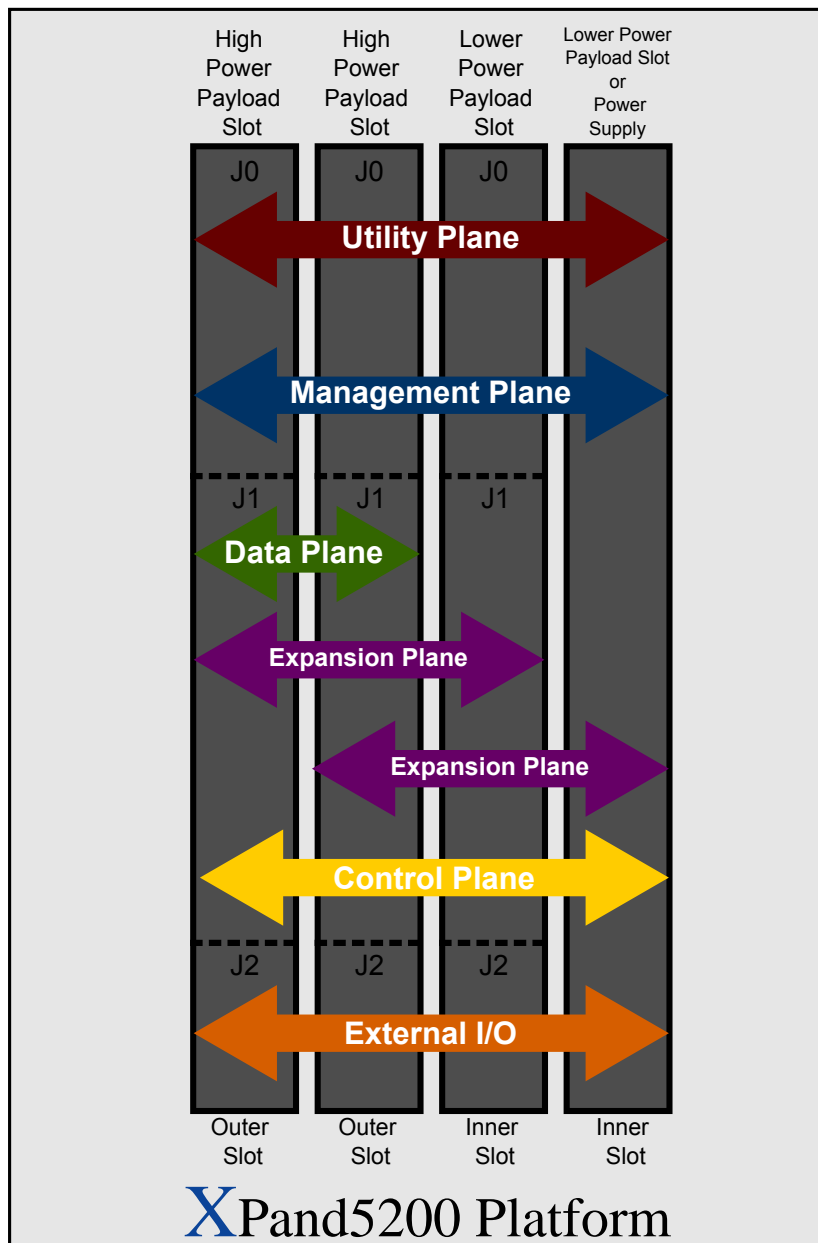 High
Power
Payload
Slot
High
Power
Payload
Slot
Lower
Power
Payload
Slot
Lower Power
Payload Slot
or
Power
Supply
J0
J0
J0
Utility Plane
Management Plane
J1
J1
J1
Data Plane
Expansion Plane
Expansion Plane
Control Plane
J2
J2
J2
External I/O
Outer
Slot
Outer
Slot
Inner
Slot
Inner
Slot
XPand5200 Platform